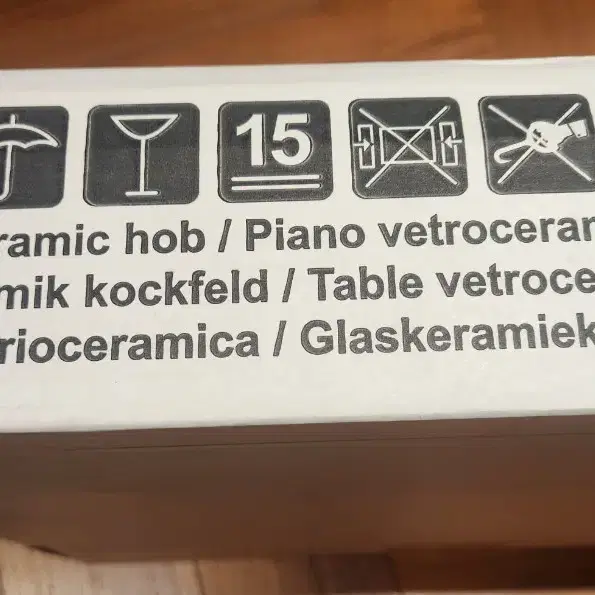 15
ramic hob / Piano vetroceram
mik kockfeld / Table vetroce
rioceramica / Glaskeramiek